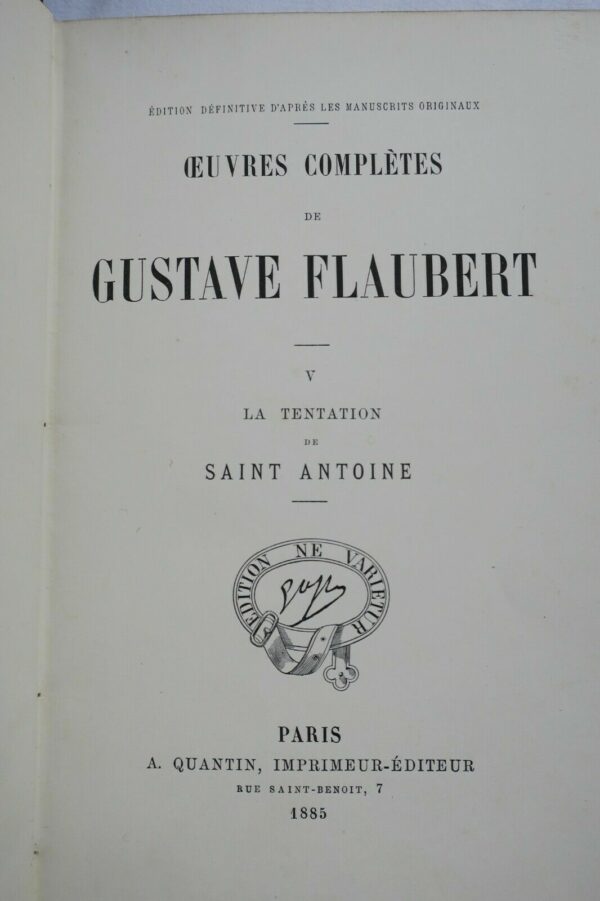 ÉDITION DÉFINITIVE D'APRÈS LES MANUSCRITS ORIGINAUX
ŒUVRES COMPLÈTES
DE
GUSTAVE FLAUBERT
V
LA TENTATION
DE
SAINT ANTOINE
EDITION NE VARIETUR
PARIS
A. QUANTIN, IMPRIMEUR-ÉDITEUR
RUE SAINT-BENOIT, 7
1885